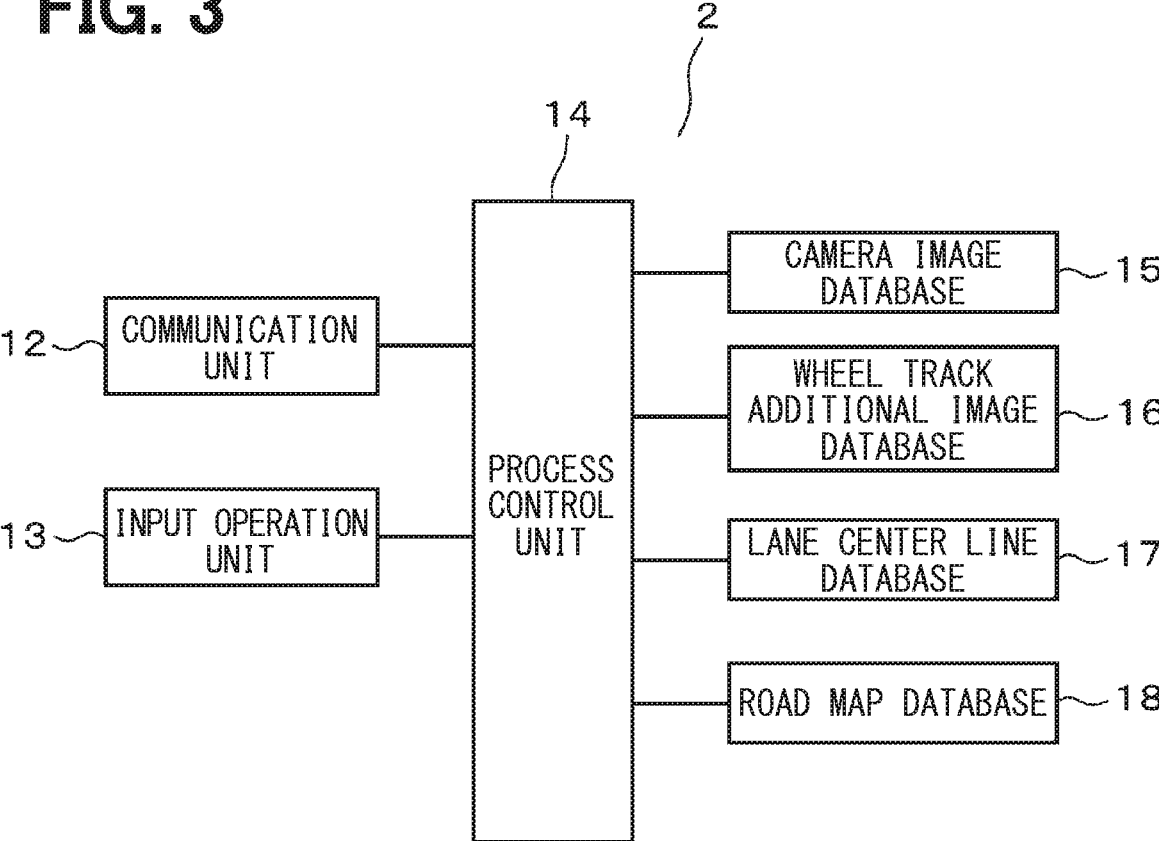 FIG. 3
2
14
CAMERA IMAGE
DATABASE
15
12
COMMUNICATION
UNIT
WHEEL TRACK
ADDITIONAL IMAGE
DATABASE
16
PROCESS
CONTROL
UNIT
13
INPUT OPERATION
UNIT
LANE CENTER LINE
DATABASE
17
ROAD MAP DATABASE
18